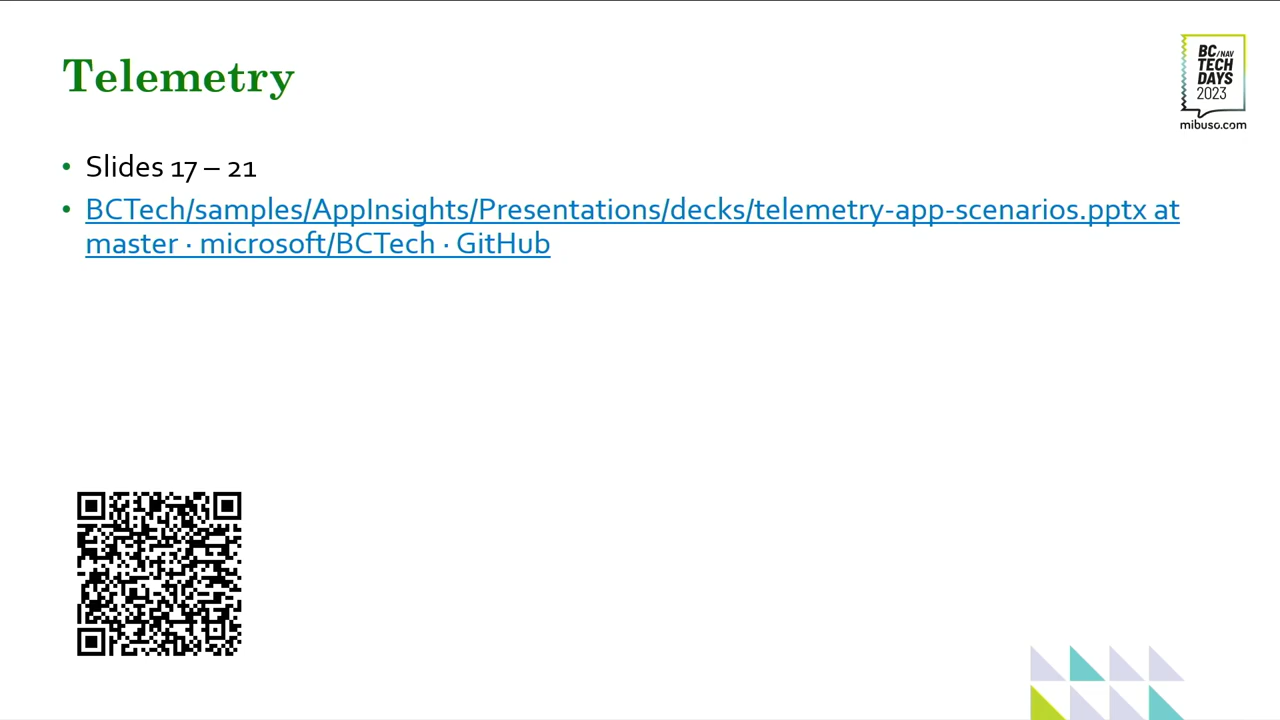 Telemetry
BC/NAV
TECH
DAYS
2023
mibuso.com
• Slides 17 – 21
• BCTech/samples/AppInsights/Presentations/decks/telemetry-app-scenarios.pptx at
master · microsoft/BCTech · GitHub